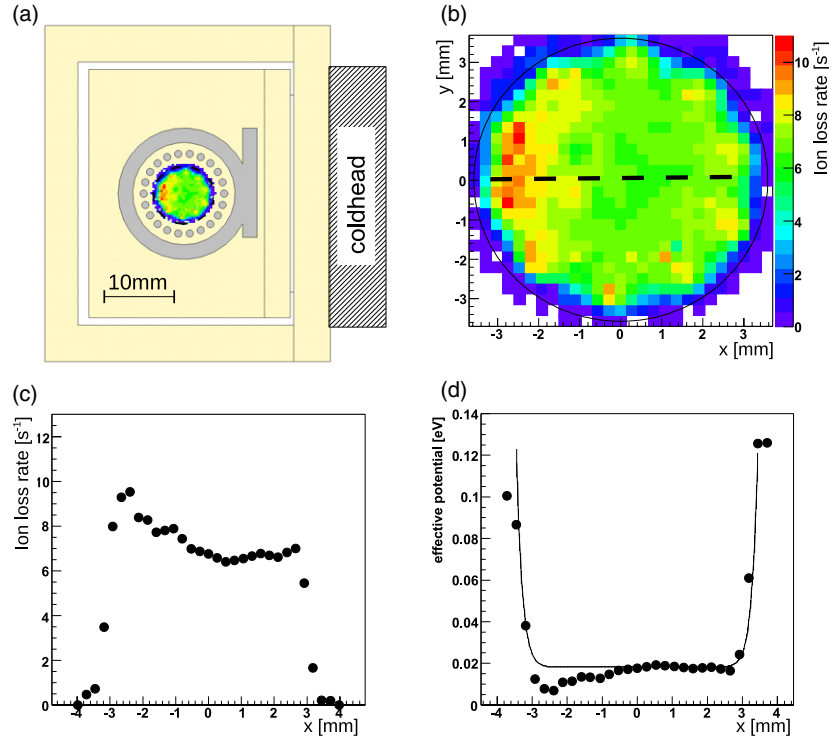 (a)
coldhead
10mm
(b)
y [mm]
3
2
1
0
-1
-2
-3
-3 -2 -1 0 1 2 3
x [mm]
Ion loss rate [s⁻¹]
10
8
6
4
2
0
(c)
Ion loss rate [s⁻¹]
12
10
8
6
4
2
0
-4 -3 -2 -1 0 1 2 3 4
x [mm]
(d)
effective potential [eV]
0.14
0.12
0.10
0.08
0.06
0.04
0.02
0
-4 -3 -2 -1 0 1 2 3 4
x [mm]